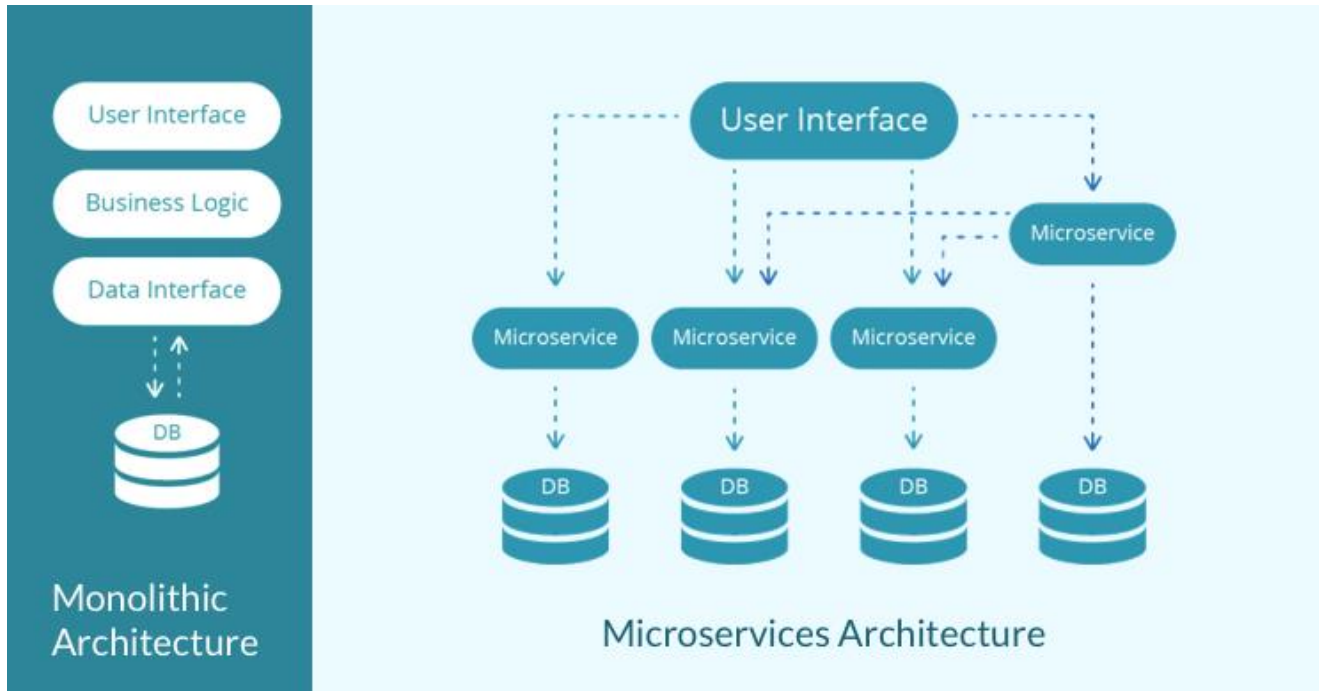 User Interface
Business Logic
Data Interface
DB
Monolithic
Architecture
User Interface
Microservice
Microservice
Microservice
Microservice
DB
DB
DB
DB
Microservices Architecture